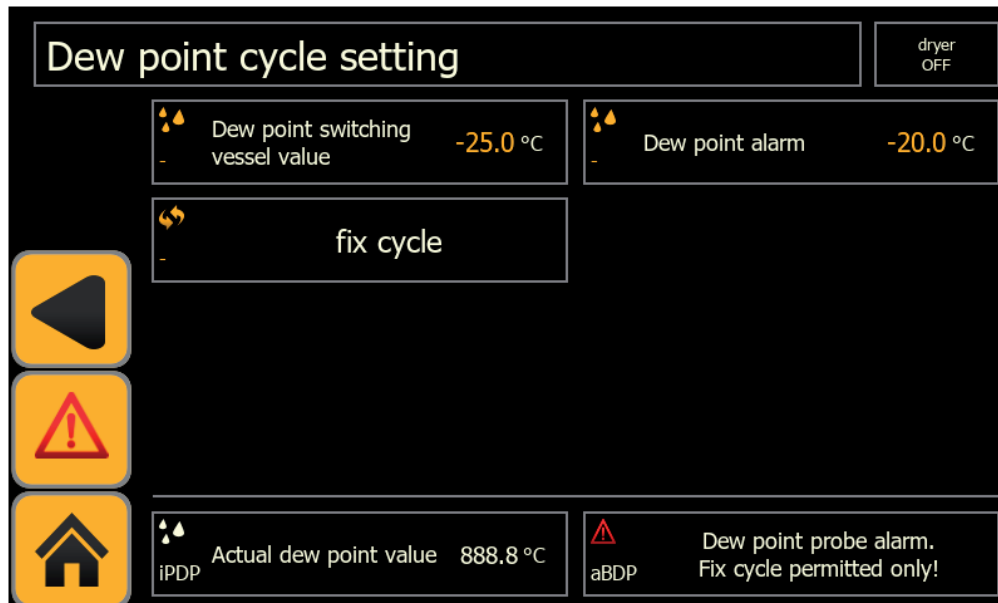 Dew point cycle setting
dryer
OFF
Dew point switching
vessel value
-25.0 °C
-
Dew point alarm
-20.0 °C
-
fix cycle
-
Actual dew point value
888.8 °C
iPDP
Dew point probe alarm.
Fix cycle permitted only!
aBDP